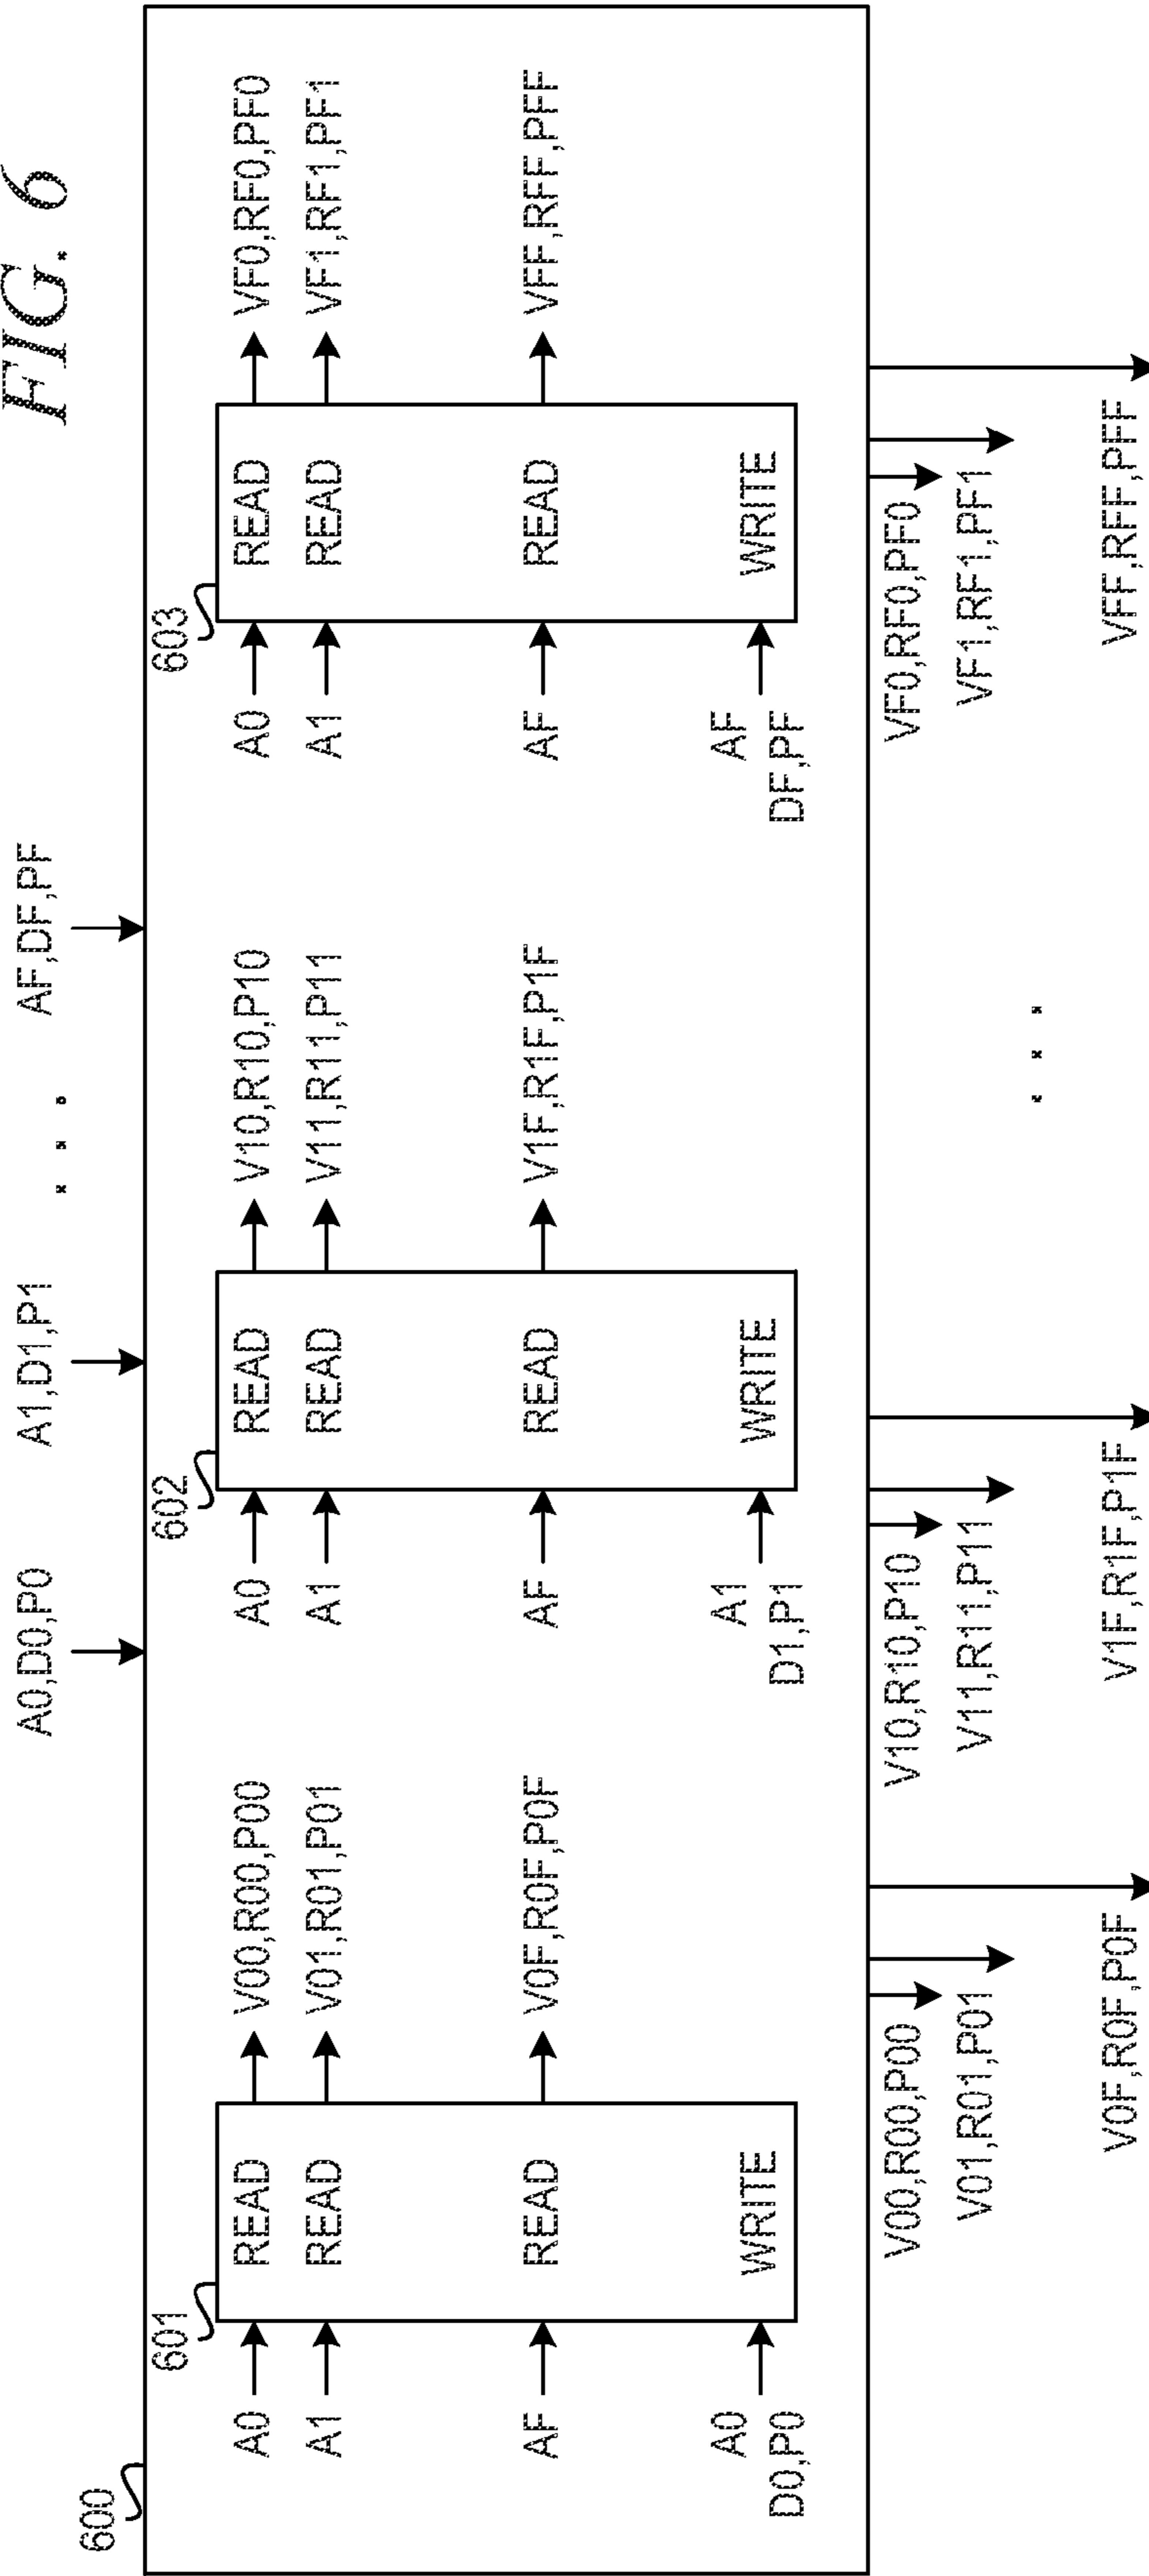 FIG. 6
A0,D0,P0
A1,D1,P1
. . .
AF,DF,PF
600
601
A0
READ
V00,R00,P00
A1
READ
V01,R01,P01
AF
READ
V0F,R0F,P0F
A0
D0,P0
WRITE
602
A0
READ
V10,R10,P10
A1
READ
V11,R11,P11
AF
READ
V1F,R1F,P1F
A1
D1,P1
WRITE
603
A0
READ
VF0,RF0,PF0
A1
READ
VF1,RF1,PF1
AF
READ
VFF,RFF,PFF
AF
DF,PF
WRITE
V00,R00,P00
V01,R01,P01
V0F,R0F,P0F
V10,R10,P10
V11,R11,P11
V1F,R1F,P1F
. . .
VF0,RF0,PF0
VF1,RF1,PF1
VFF,RFF,PFF